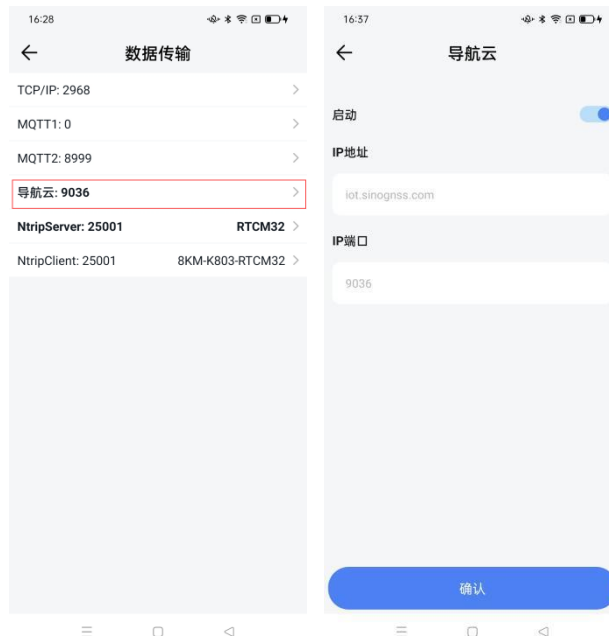 16:28
数据传输
TCP/IP: 2968
MQTT1: 0
MQTT2: 8999
导航云: 9036
NtripServer: 25001 RTCM32
NtripClient: 25001 8KM-K803-RTCM32
16:37
导航云
启动
IP地址
iot.sinognss.com
IP端口
9036
确认